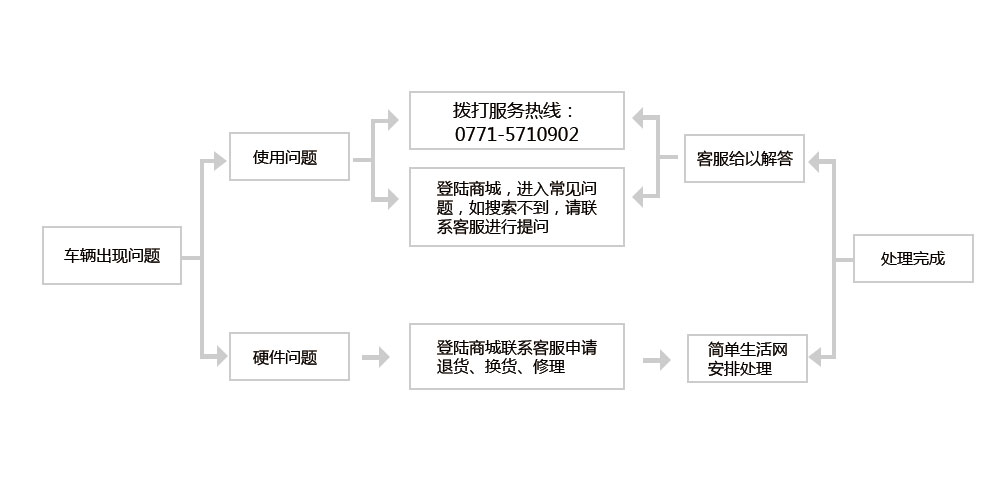 车辆出现问题
使用问题
硬件问题
拨打服务热线：
0771-5710902
登陆商城，进入常见问
题，如搜索不到，请联
系客服进行提问
登陆商城联系客服申请
退货、换货、修理
客服给以解答
简单生活网
安排处理
处理完成